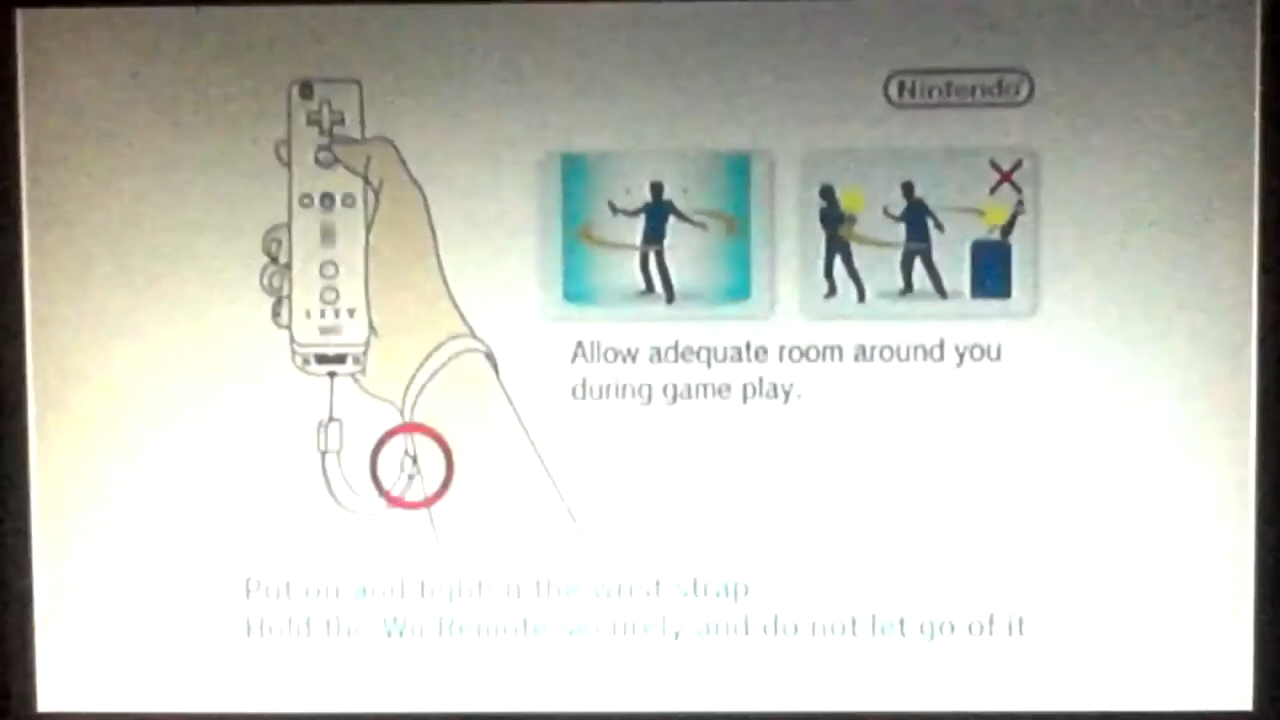 Nintendo
Allow adequate room around you
during game play.
Put on and tighten the wrist strap
Hold the Wii Remote securely and do not let go of it